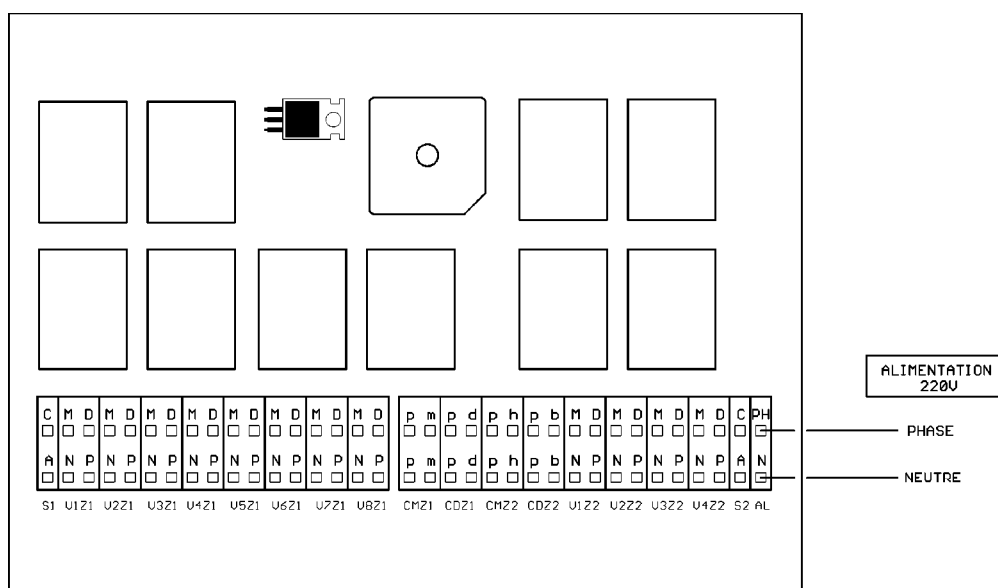 ALIMENTATION
220V
C M D M D M D M D M D M D M D M D p m p d p h p b M D M D M D M D C PH
PHASE
A N P N P N P N P N P N P N P N P p m p d p h p b N P N P N P N P A N
NEUTRE
S1 V1Z1 V2Z1 V3Z1 V4Z1 V5Z1 V6Z1 V7Z1 V8Z1 CMZ1 CDZ1 CMZ2 CDZ2 V1Z2 V2Z2 V3Z2 V4Z2 S2 AL